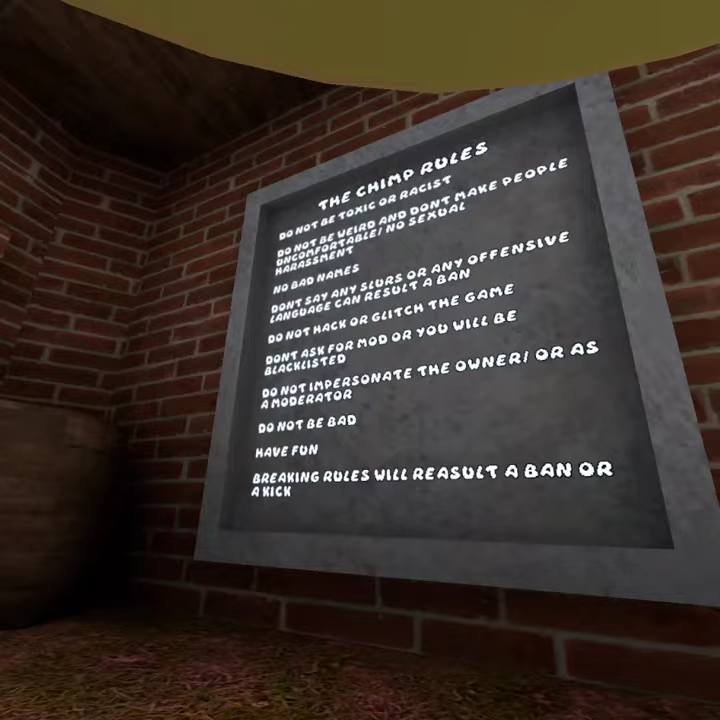 THE CHIMP RULES
DO NOT BE TOXIC OR RACIST
DO NOT BE WEIRD AND DONT MAKE PEOPLE
UNCOMFORTABLE/ NO SEXUAL
HARASSMENT
NO BAD NAMES
DONT SAY ANY SLURS OR ANY OFFENSIVE
LANGUAGE CAN RESULT A BAN
DO NOT HACK OR GLITCH THE GAME
DONT ASK FOR MOD OR YOU WILL BE
BLACKLISTED
DO NOT IMPERSONATE THE OWNER/ OR AS
A MODERATOR
DO NOT BE BAD
HAVE FUN
BREAKING RULES WILL REASULT A BAN OR
A KICK